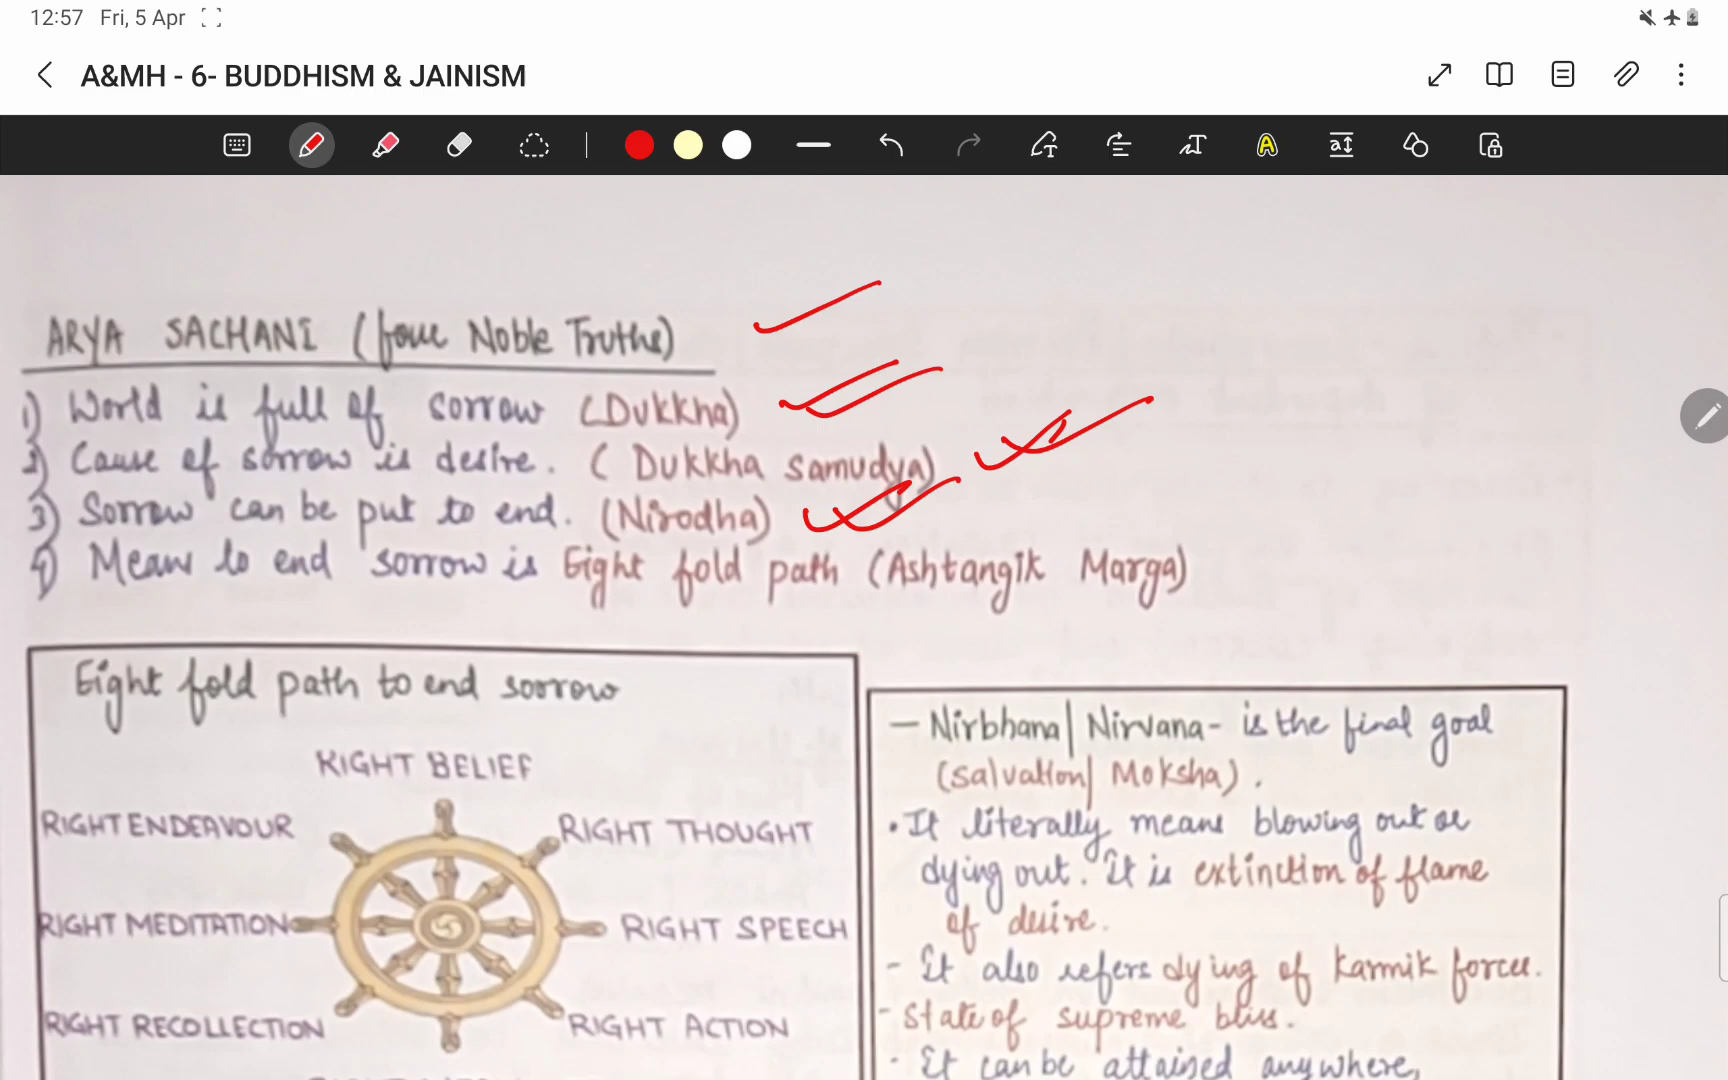 12:57 Fri, 5 Apr
A&MH - 6- BUDDHISM & JAINISM
ARYA SACHANI (four Noble Truths)
1) World is full of sorrow (Dukkha)
2) Cause of sorrow is desire. (Dukkha Samudya)
3) Sorrow can be put to end. (Nirodha)
4) Means to end sorrow is Eight fold path (Ashtangik Marga)
Eight fold path to end sorrow
RIGHT BELIEF
RIGHT ENDEAVOUR
RIGHT THOUGHT
RIGHT MEDITATION
RIGHT SPEECH
RIGHT RECOLLECTION
RIGHT ACTION
— Nirbhana/Nirvana- is the final goal
(salvation/Moksha).
• It literally means blowing out or
dying out. It is extinction of flame
of desire.
- It also refers dying of Karmik forces.
- State of supreme bliss.
- It can be attained anywhere,